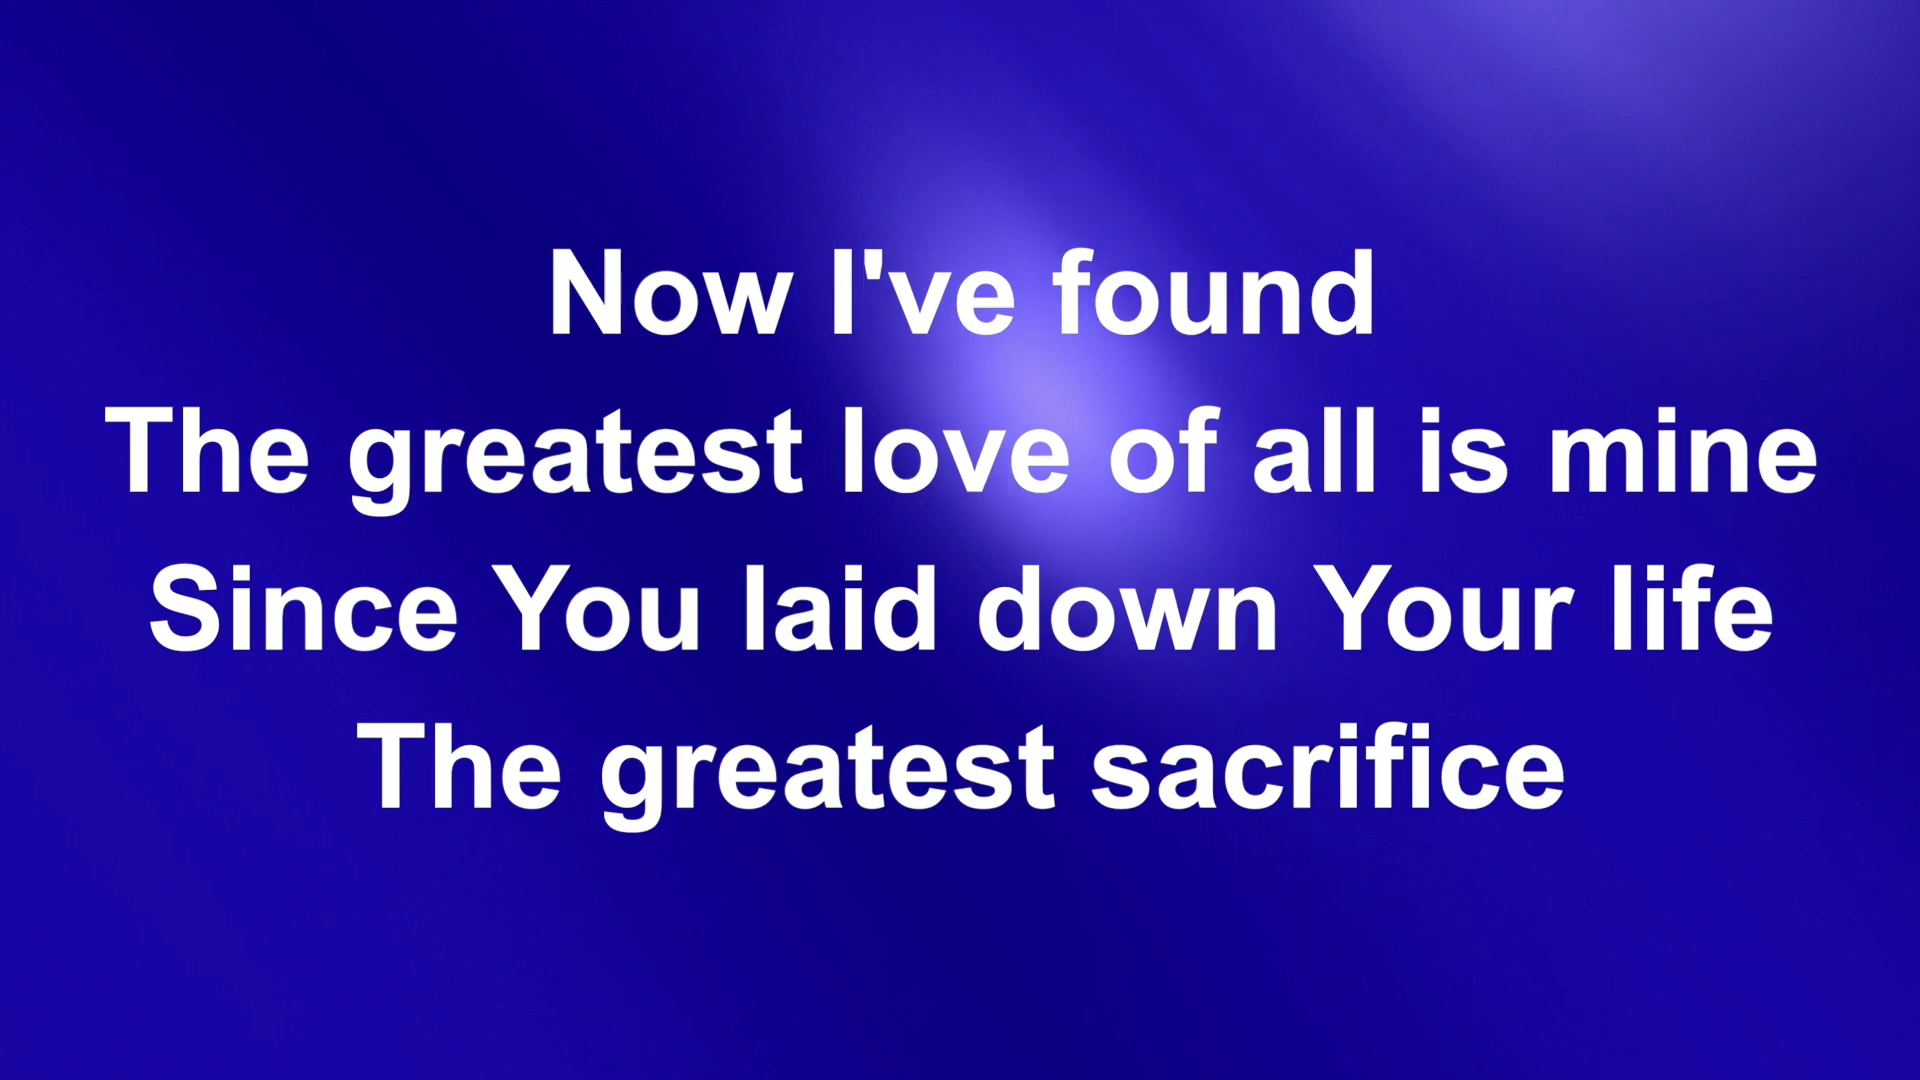 Now I've found
The greatest love of all is mine
Since You laid down Your life
The greatest sacrifice